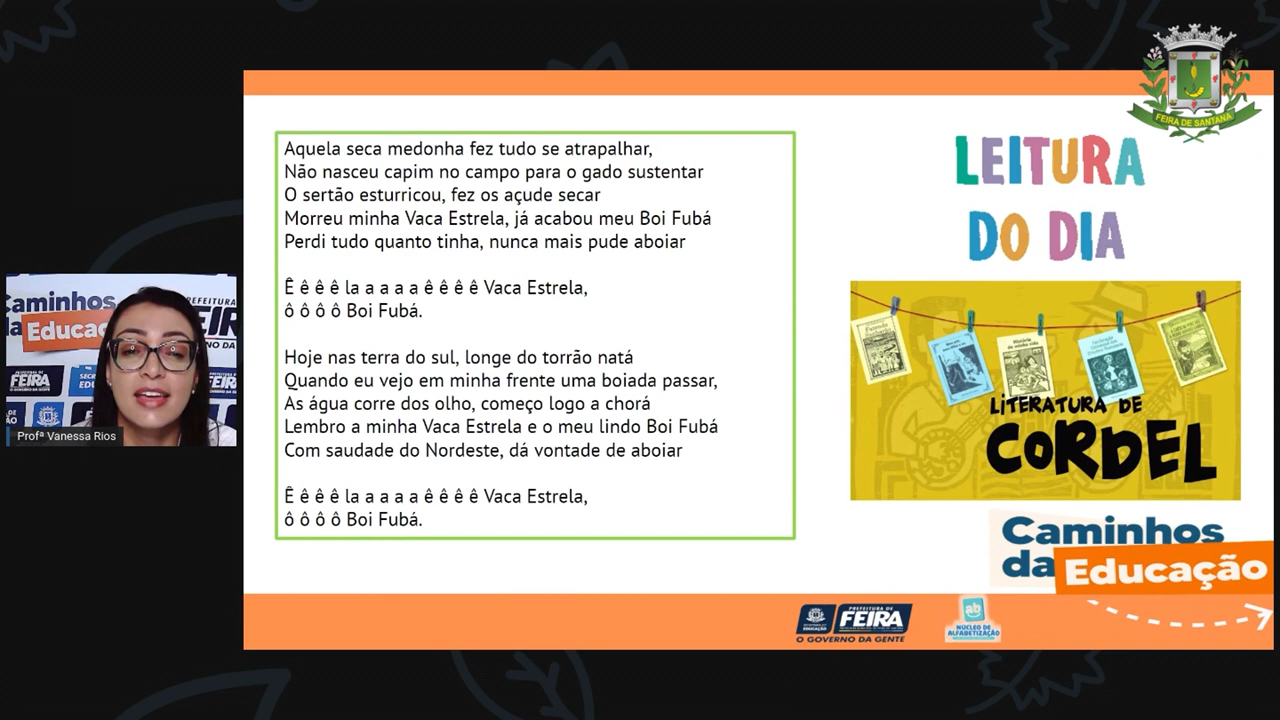 FEIRA DE SANTANA
LEITURA
DO DIA
Aquela seca medonha fez tudo se atrapalhar,
Não nasceu capim no campo para o gado sustentar
O sertão esturricou, fez os açude secar
Morreu minha Vaca Estrela, já acabou meu Boi Fubá
Perdi tudo quanto tinha, nunca mais pude aboiar
Ê ê ê ê la a a a a ê ê ê ê Vaca Estrela,
ô ô ô ô Boi Fubá.
Hoje nas terra do sul, longe do torrão natá
Quando eu vejo em minha frente uma boiada passar,
As água corre dos olho, começo logo a chorá
Lembro a minha Vaca Estrela e o meu lindo Boi Fubá
Com saudade do Nordeste, dá vontade de aboiar
Ê ê ê ê la a a a a ê ê ê ê Vaca Estrela,
ô ô ô ô Boi Fubá.
LITERATURA DE
CORDEL
Caminhos
da Educação
PREFEITURA DE
FEIRA
O GOVERNO DA GENTE
ab
NÚCLEO DE
ALFABETIZAÇÃO
Caminhos
da Educaç
FEIRA
Profª Vanessa Rios